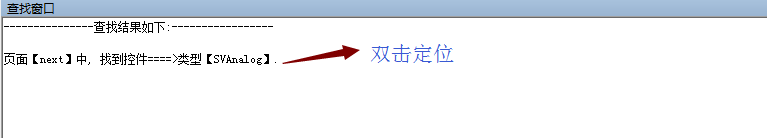 查找窗口
---------------查找结果如下:-----------------
页面【next】中, 找到控件====>类型【SVAnalog】.
双击定位